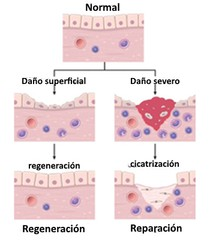 Normal
Daño superficial
Daño severo
regeneración
cicatrización
Regeneración
Reparación